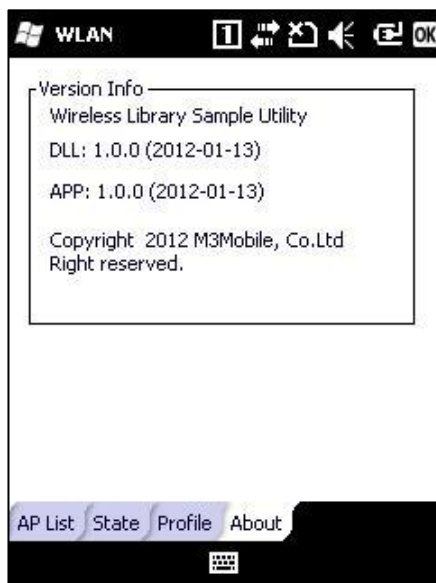 WLAN
1
OK
Version Info
Wireless Library Sample Utility
DLL: 1.0.0 (2012-01-13)
APP: 1.0.0 (2012-01-13)
Copyright 2012 M3Mobile, Co.Ltd
Right reserved.
AP List State Profile About